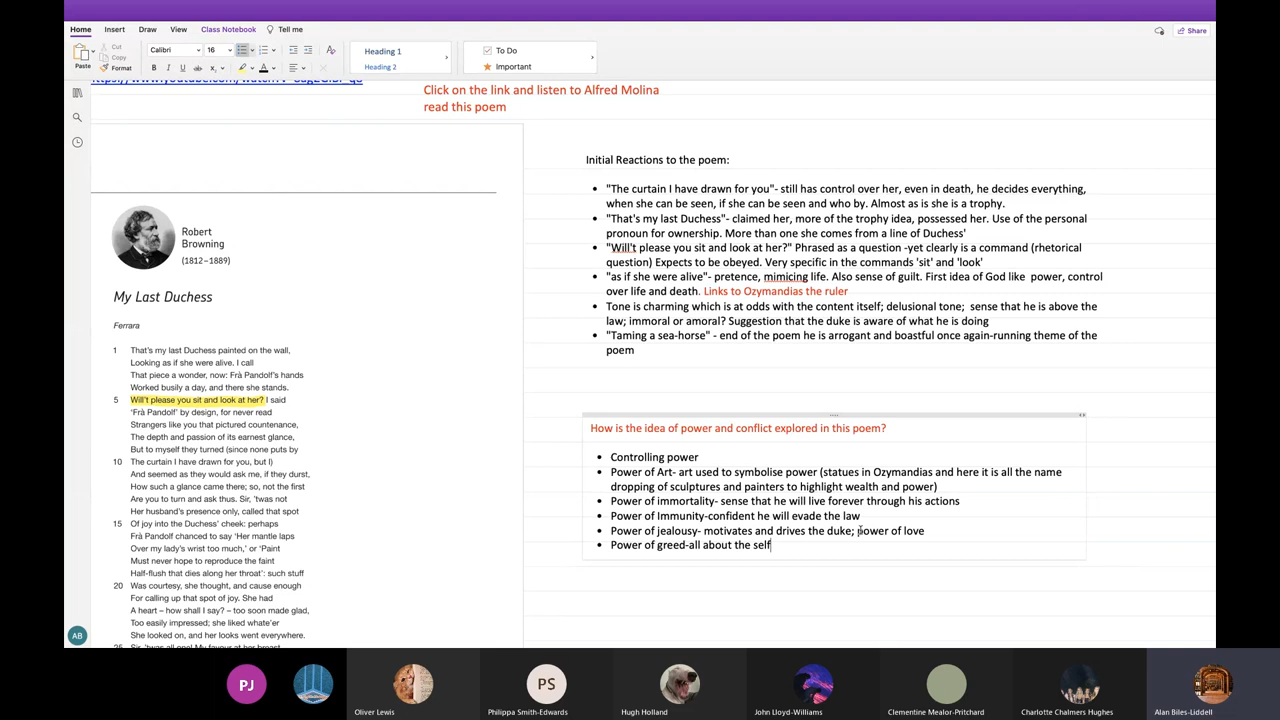 Home Insert Draw View Class Notebook Tell me
Share
Cut
Copy
Paste Format
Calibri 16
B I U
Heading 1
Heading 2
To Do
Important
Click on the link and listen to Alfred Molina
read this poem
Robert
Browning
(1812–1889)
My Last Duchess
Ferrara
1 That's my last Duchess painted on the wall,
Looking as if she were alive. I call
That piece a wonder, now: Frà Pandolf's hands
Worked busily a day, and there she stands.
5 Will't please you sit and look at her? I said
'Frà Pandolf' by design, for never read
Strangers like you that pictured countenance,
The depth and passion of its earnest glance,
But to myself they turned (since none puts by
10 The curtain I have drawn for you, but I)
And seemed as they would ask me, if they durst,
How such a glance came there; so, not the first
Are you to turn and ask thus. Sir, 'twas not
Her husband's presence only, called that spot
15 Of joy into the Duchess' cheek: perhaps
Frà Pandolf chanced to say 'Her mantle laps
Over my lady's wrist too much,' or 'Paint
Must never hope to reproduce the faint
Half-flush that dies along her throat': such stuff
20 Was courtesy, she thought, and cause enough
For calling up that spot of joy. She had
A heart – how shall I say? – too soon made glad,
Too easily impressed; she liked whate'er
She looked on, and her looks went everywhere.
Initial Reactions to the poem:
• "The curtain I have drawn for you"- still has control over her, even in death, he decides everything,
when she can be seen, if she can be seen and who by. Almost as is she is a trophy.
• "That's my last Duchess"- claimed her, more of the trophy idea, possessed her. Use of the personal
pronoun for ownership. More than one she comes from a line of Duchess'
• "Will't please you sit and look at her?" Phrased as a question -yet clearly is a command (rhetorical
question) Expects to be obeyed. Very specific in the commands 'sit' and 'look'
• "as if she were alive"- pretence, mimicing life. Also sense of guilt. First idea of God like power, control
over life and death. Links to Ozymandias the ruler
• Tone is charming which is at odds with the content itself; delusional tone; sense that he is above the
law; immoral or amoral? Suggestion that the duke is aware of what he is doing
• "Taming a sea-horse" - end of the poem he is arrogant and boastful once again-running theme of the
poem
How is the idea of power and conflict explored in this poem?
• Controlling power
• Power of Art- art used to symbolise power (statues in Ozymandias and here it is all the name
dropping of sculptures and painters to highlight wealth and power)
• Power of immortality- sense that he will live forever through his actions
• Power of Immunity-confident he will evade the law
• Power of jealousy- motivates and drives the duke; power of love
• Power of greed-all about the self
AB
PJ
PS
Oliver Lewis
Philippa Smith-Edwards
Hugh Holland
John Lloyd-Williams
Clementine Mealor-Pritchard
Charlotte Chalmers Hughes
Alan Biles-Liddell